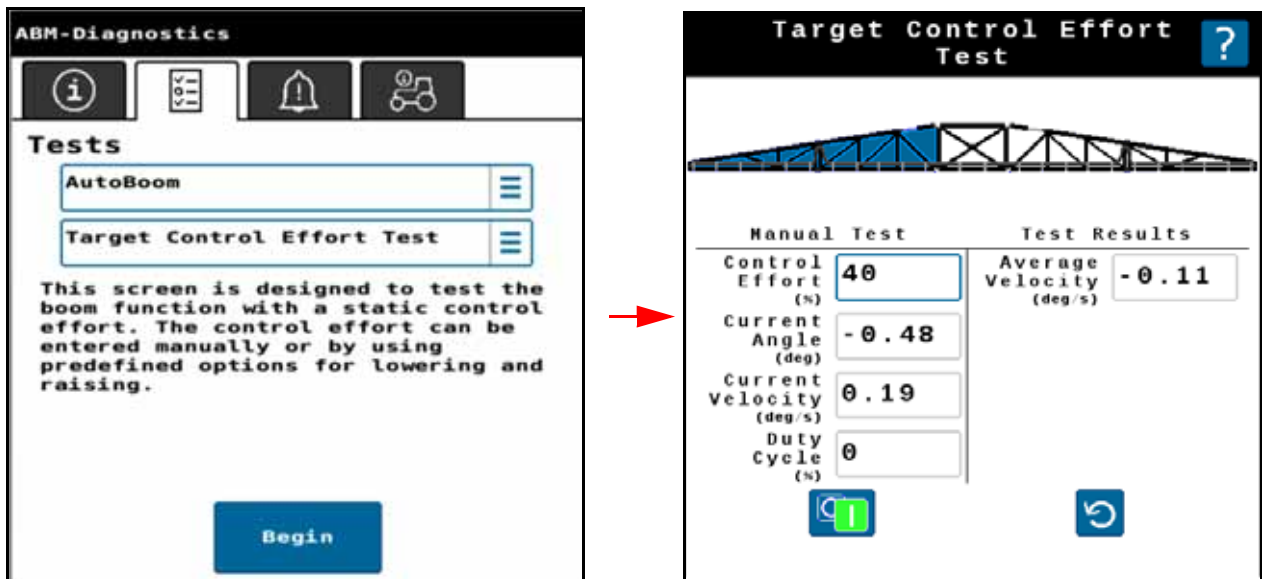 ABM-Diagnostics
Tests
AutoBoom
Target Control Effort Test
This screen is designed to test the
boom function with a static control
effort. The control effort can be
entered manually or by using
predefined options for lowering and
raising.
Begin
Target Control Effort
Test
?
Manual Test
Control
Effort
(%)
40
Current
Angle
(deg)
-0.48
Current
Velocity
(deg/s)
0.19
Duty
Cycle
(%)
0
Test Results
Average
Velocity
(deg/s)
-0.11